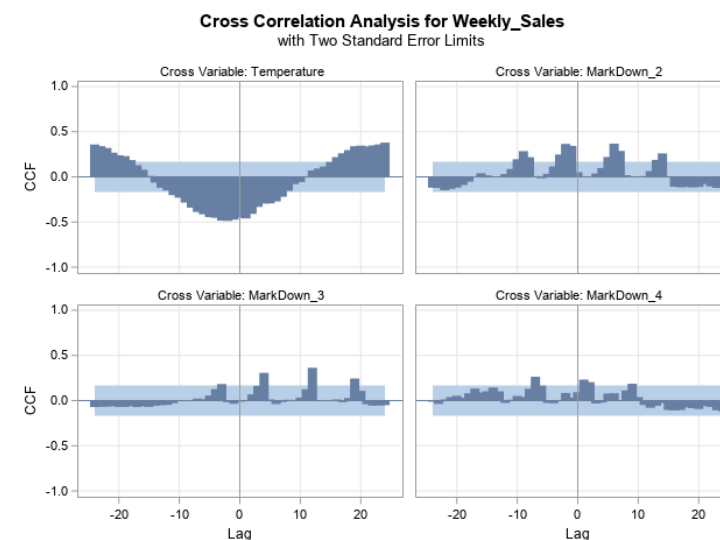 Cross Correlation Analysis for Weekly_Sales
with Two Standard Error Limits
Cross Variable: Temperature
Cross Variable: MarkDown_2
1.0
0.5
0.0
-0.5
-1.0
CCF
Cross Variable: MarkDown_3
Cross Variable: MarkDown_4
1.0
0.5
0.0
-0.5
-1.0
CCF
-20 -10 0 10 20
-20 -10 0 10 20
Lag
Lag